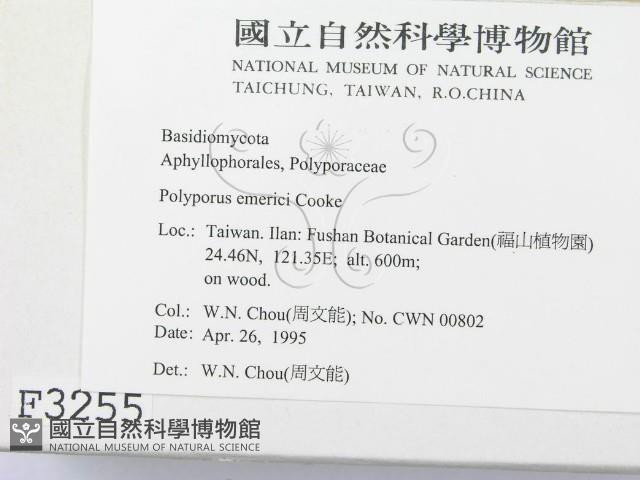 國立自然科學博物館
NATIONAL MUSEUM OF NATURAL SCIENCE
TAICHUNG, TAIWAN, R.O.CHINA
Basidiomycota
Aphyllophorales, Polyporaceae
Polyporus emerici Cooke
Loc.: Taiwan. Ilan: Fushan Botanical Garden(福山植物園)
24.46N, 121.35E; alt. 600m;
on wood.
Col.: W.N. Chou(周文能); No. CWN 00802
Date: Apr. 26, 1995
Det.: W.N. Chou(周文能)
F3255
國立自然科學博物館
NATIONAL MUSEUM OF NATURAL SCIENCE